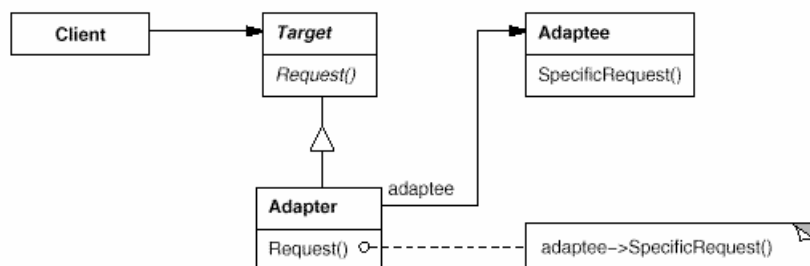 Client
Target
Request()
Adaptee
SpecificRequest()
adaptee
Adapter
Request()
adaptee->SpecificRequest()